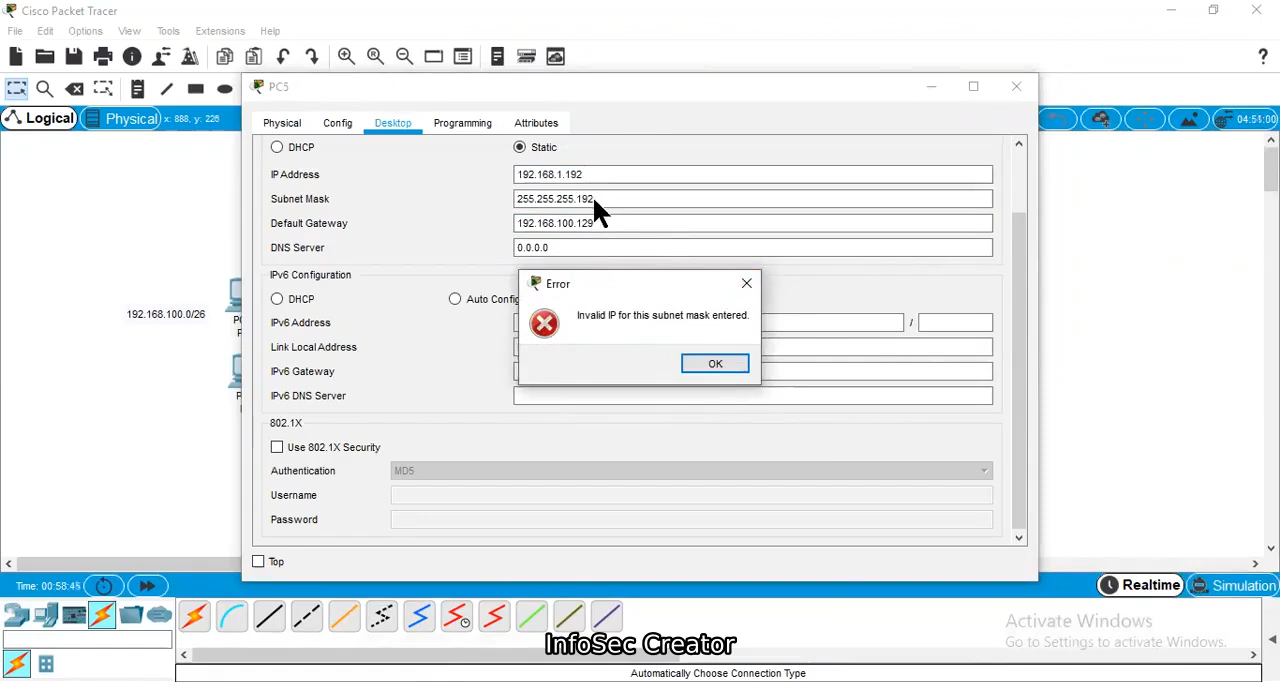 Cisco Packet Tracer
File Edit Options View Tools Extensions Help
PC5
Logical Physical x: 888, y: 226 04:51:00
Physical Config Desktop Programming Attributes
DHCP Static
IP Address 192.168.1.192
Subnet Mask 255.255.255.192
Default Gateway 192.168.100.129
DNS Server 0.0.0.0
IPv6 Configuration
DHCP Auto Config
Error
Invalid IP for this subnet mask entered.
OK
192.168.100.0/26
IPv6 Address /
Link Local Address
IPv6 Gateway
IPv6 DNS Server
802.1X
Use 802.1X Security
Authentication MD5
Username
Password
Top
Time: 00:58:45 Realtime Simulation
Activate Windows
Go to Settings to activate Windows.
InfoSec Creator
Automatically Choose Connection Type